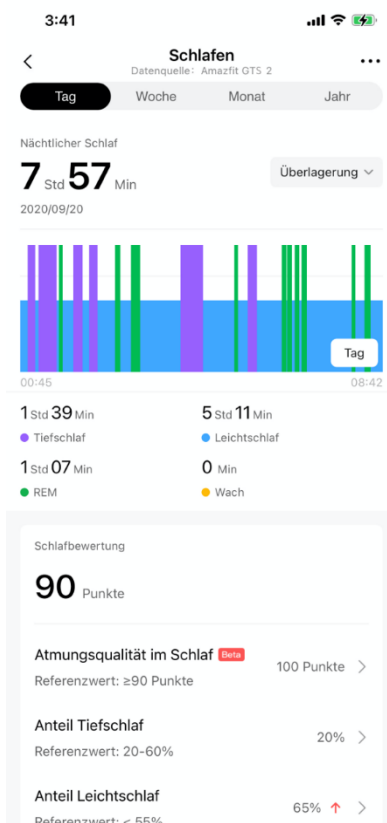 3:41
Schlafen
Datenquelle: Amazfit GTS 2
Tag Woche Monat Jahr
Nächtlicher Schlaf
7 Std 57 Min
Überlagerung
2020/09/20
Tag
00:45 08:42
1 Std 39 Min 5 Std 11 Min
Tiefschlaf Leichtschlaf
1 Std 07 Min 0 Min
REM Wach
Schlafbewertung
90 Punkte
Atmungsqualität im Schlaf Beta
100 Punkte
Referenzwert: ≥90 Punkte
Anteil Tiefschlaf
20%
Referenzwert: 20-60%
Anteil Leichtschlaf
65% ↑
Referenzwert: < 55%